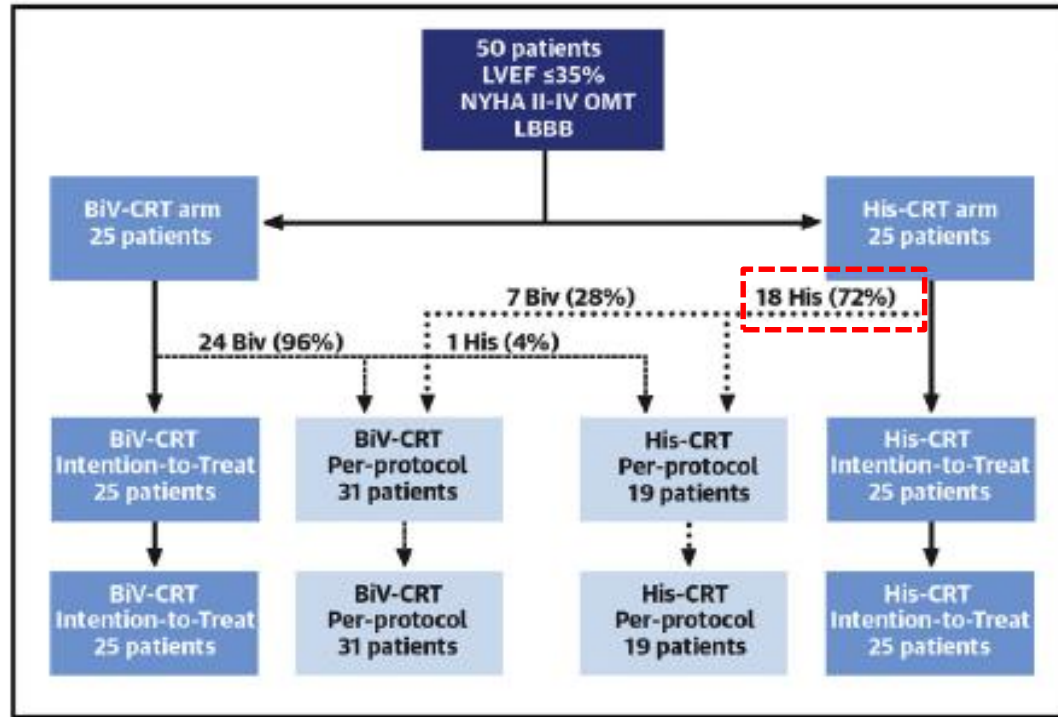 50 patients
LVEF ≤35%
NYHA II-IV OMT
LBBB
BiV-CRT arm
25 patients
His-CRT arm
25 patients
7 Biv (28%)
18 His (72%)
24 Biv (96%)
1 His (4%)
BiV-CRT
Intention-to-Treat
25 patients
BiV-CRT
Per-protocol
31 patients
His-CRT
Per-protocol
19 patients
His-CRT
Intention-to-Treat
25 patients
BiV-CRT
Intention-to-Treat
25 patients
BiV-CRT
Per-protocol
31 patients
His-CRT
Per-protocol
19 patients
His-CRT
Intention-to-Treat
25 patients